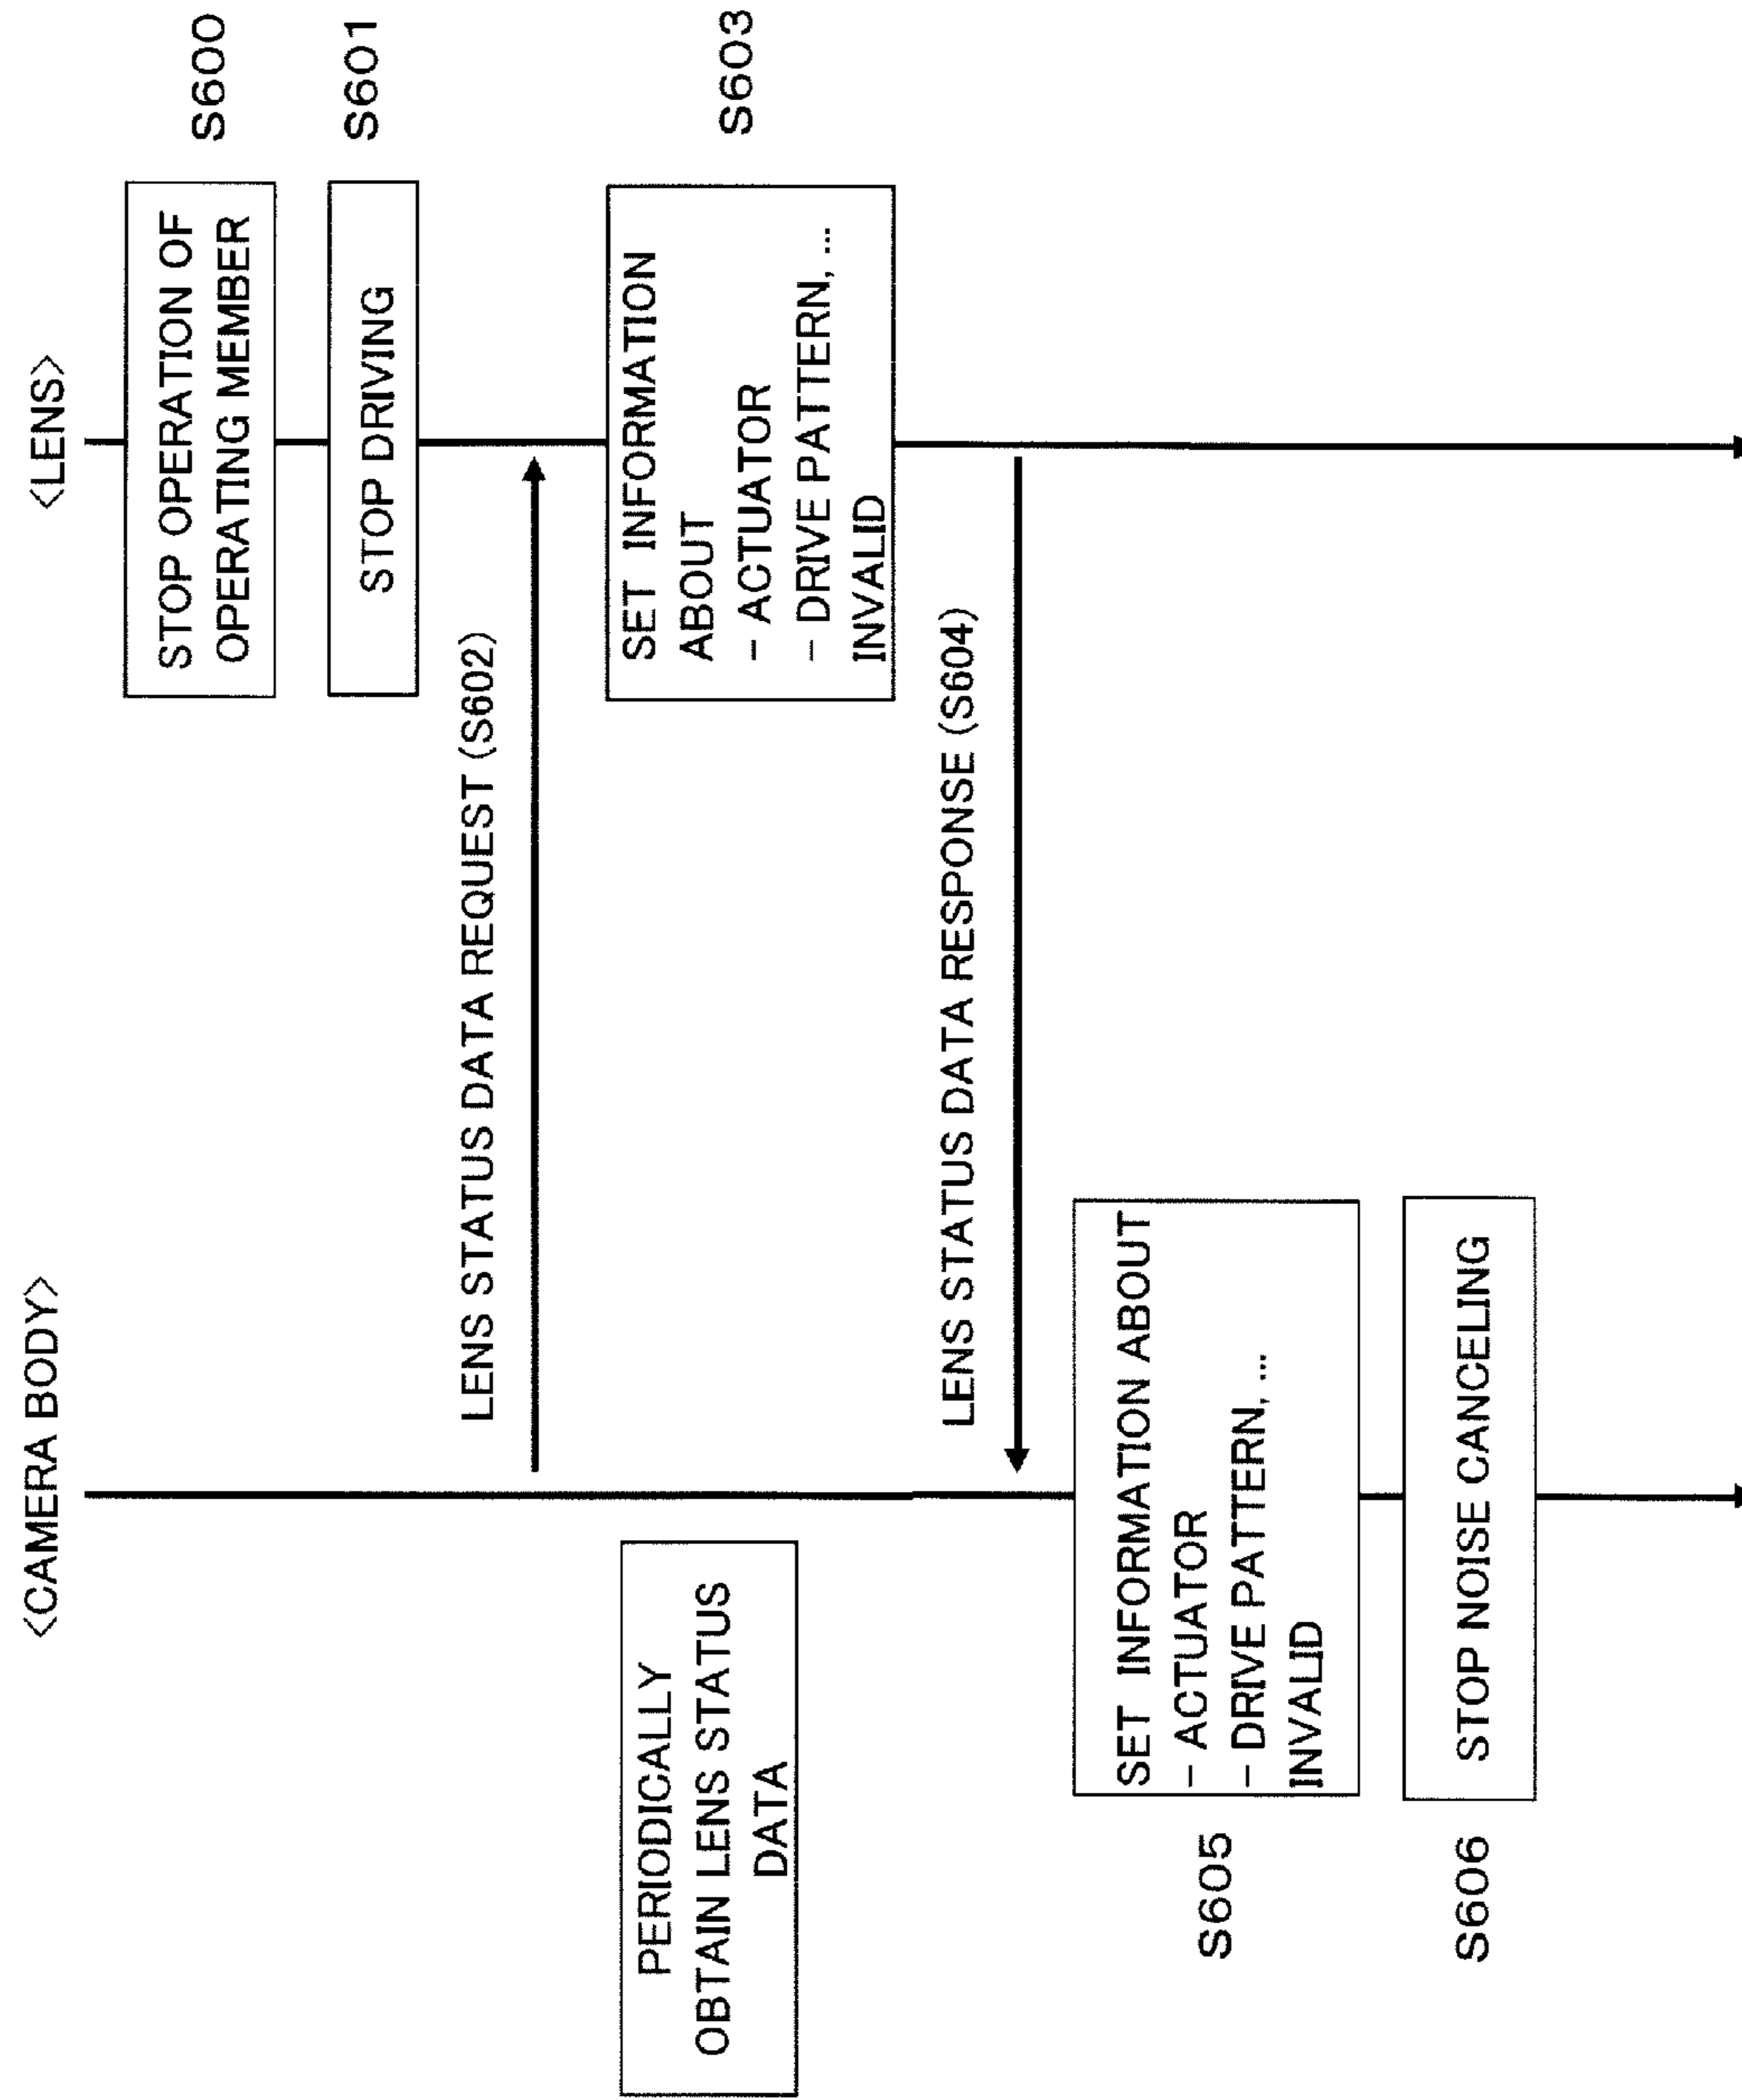 <CAMERA BODY>
<LENS>
STOP OPERATION OF
OPERATING MEMBER
S600
STOP DRIVING
S601
LENS STATUS DATA REQUEST (S602)
PERIODICALLY
OBTAIN LENS STATUS
DATA
SET INFORMATION
ABOUT
- ACTUATOR
- DRIVE PATTERN, ...
INVALID
S603
LENS STATUS DATA RESPONSE (S604)
SET INFORMATION ABOUT
- ACTUATOR
- DRIVE PATTERN, ...
INVALID
S605
STOP NOISE CANCELING
S606